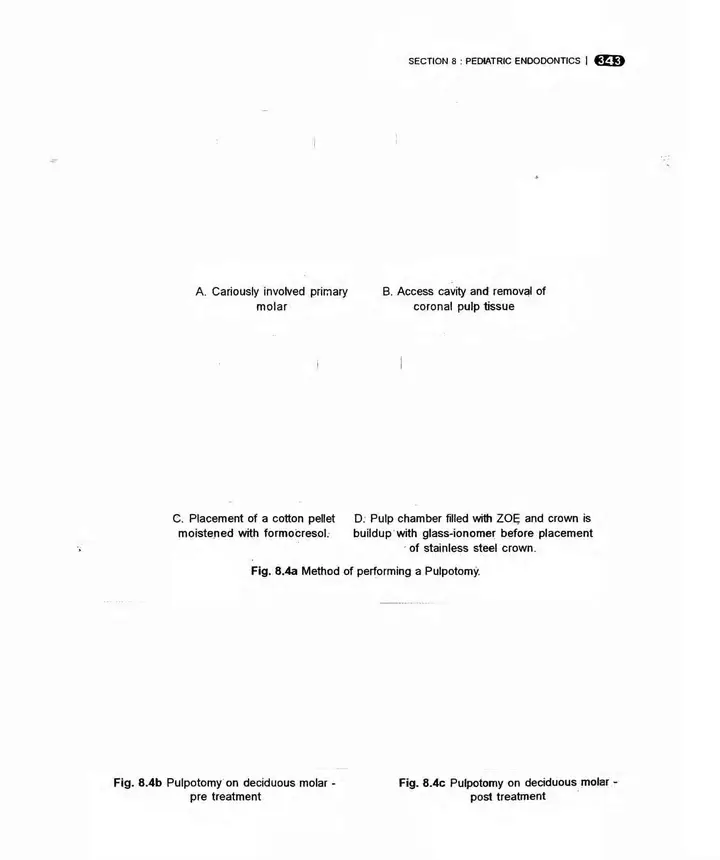 SECTION 8 : PEDIATRIC ENDODONTICS | 343
A. Cariously involved primary
molar
B. Access cavity and removal of
coronal pulp tissue
C. Placement of a cotton pellet
moistened with formocresol.
D. Pulp chamber filled with ZOE and crown is
buildup with glass-ionomer before placement
of stainless steel crown.
Fig. 8.4a Method of performing a Pulpotomy.
Fig. 8.4b Pulpotomy on deciduous molar -
pre treatment
Fig. 8.4c Pulpotomy on deciduous molar -
post treatment